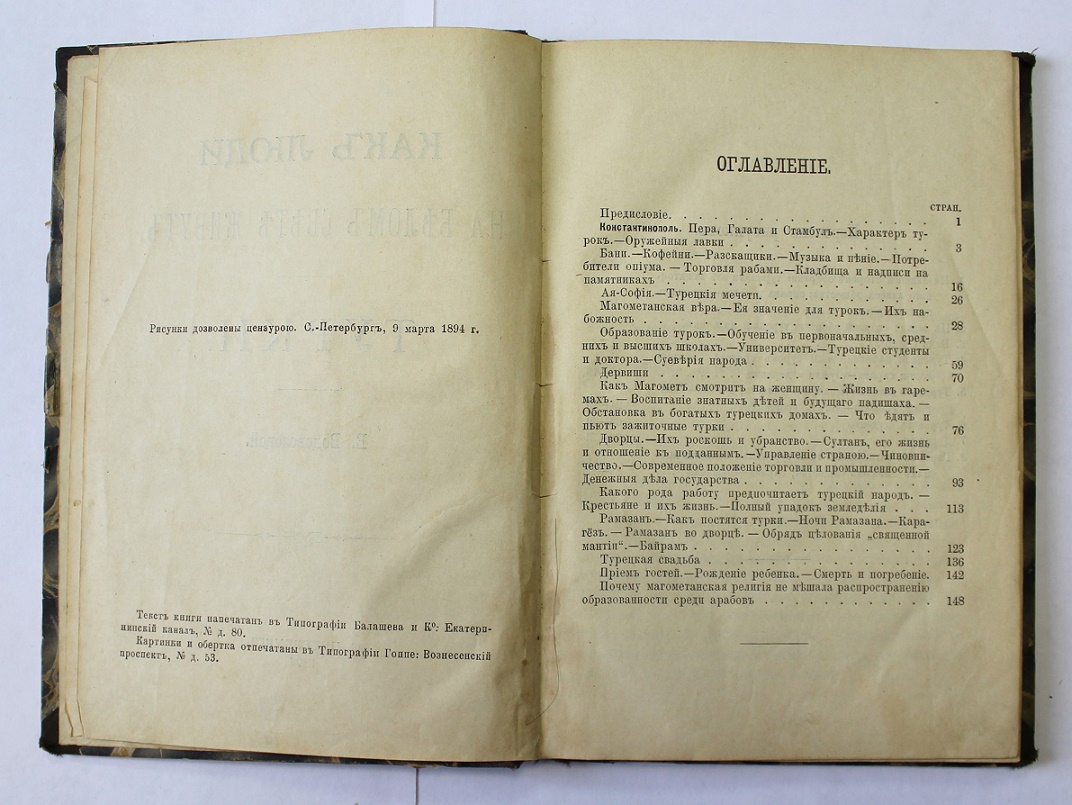 Рисунки дозволены цензурою. С.-Петербургъ, 9 марта 1894 г.
Текстъ книги напечатанъ въ Типографіи Балашева и К⁰: Екатери-
нинскій каналъ, № д. 80.
Картинки и обертка отпечатаны въ Типографіи Гоппе: Вознесенскій
проспектъ, № д. 53.
ОГЛАВЛЕНІЕ.
СТРАН.
Предисловіе. . . . . . . . . . . . . . . . . 1
Константинополь. Пера, Галата и Стамбулъ.—Характеръ ту-
рокъ.—Оружейныя лавки . . . . . . . . . . . . 3
Бани.—Кофейни.—Разскащики.—Музыка и пѣніе.—Потре-
бители опіума. — Торговля рабами.—Кладбища и надписи на
памятникахъ . . . . . . . . . . . . . . . . 16
Ая-Софія.—Турецкія мечети. . . . . . . . . . . 26
Магометанская вѣра.—Ея значеніе для турокъ.—Ихъ на-
божность . . . . . . . . . . . . . . . . . 28
Образованіе турокъ.—Обученіе въ первоначальныхъ, сред-
нихъ и высшихъ школахъ.—Университетъ.—Турецкіе студенты
и доктора.—Суевѣрія народа . . . . . . . . . . . 59
Дервиши . . . . . . . . . . . . . . . . . 70
Какъ Магометъ смотритъ на женщину. — Жизнь въ гаре-
махъ. — Воспитаніе знатныхъ дѣтей и будущаго падишаха. —
Обстановка въ богатыхъ турецкихъ домахъ. — Что ѣдятъ и
пьютъ зажиточные турки . . . . . . . . . . . . 76
Дворцы.—Ихъ роскошь и убранство.—Султанъ, его жизнь
и отношеніе къ подданнымъ.—Управленіе страною.—Чиновни-
чество.—Современное положеніе торговли и промышленности.—
Денежныя дѣла государства . . . . . . . . . . . 93
Какого рода работу предпочитаетъ турецкій народъ. —
Крестьяне и ихъ жизнь.—Полный упадокъ земледѣлія . . . 113
Рамазанъ.—Какъ постятся турки.—Ночи Рамазана.—Кара-
гёзъ. — Рамазанъ во дворцѣ. — Обрядъ цѣлованія „священной
мантіи“.—Байрамъ . . . . . . . . . . . . . . 123
Турецкая свадьба . . . . . . . . . . . . . . 136
Пріемъ гостей.—Рожденіе ребенка.—Смерть и погребеніе. 142
Почему магометанская религія не мѣшала распространенію
образованности среди арабовъ . . . . . . . . . . 148